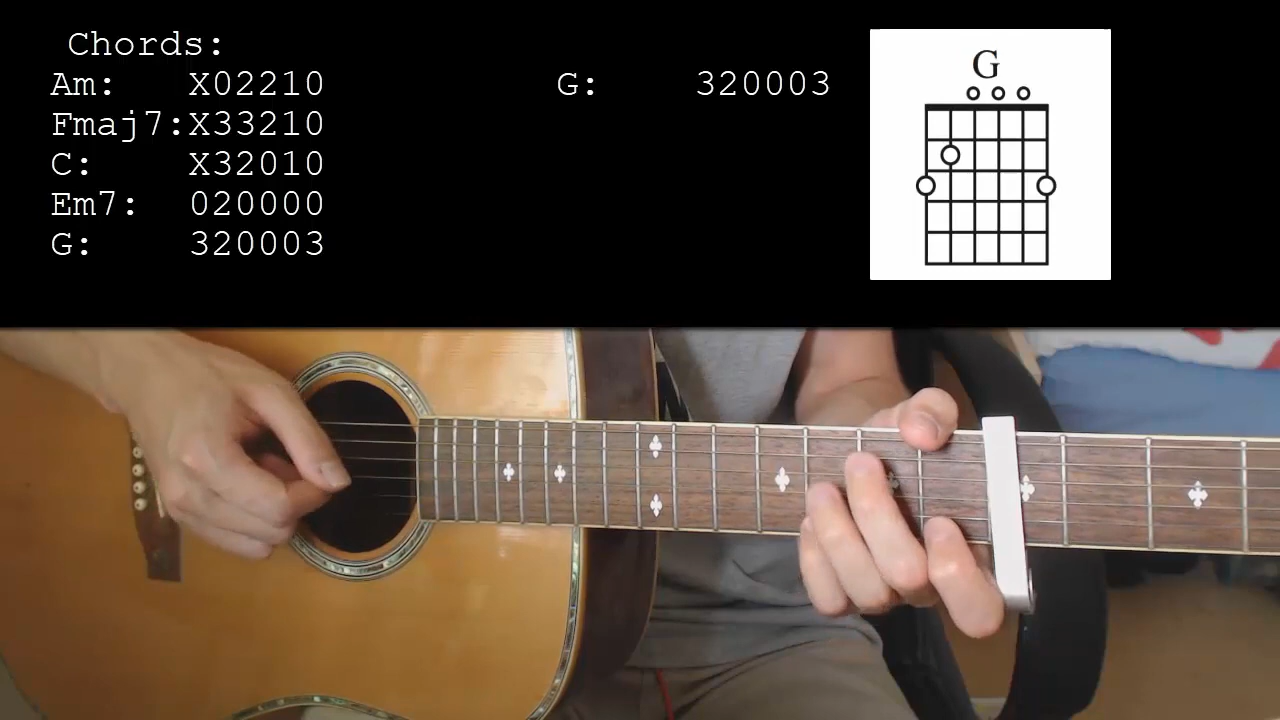 Chords:
Am: X02210
Fmaj7:X33210
C: X32010
Em7: 020000
G: 320003
G: 320003
G